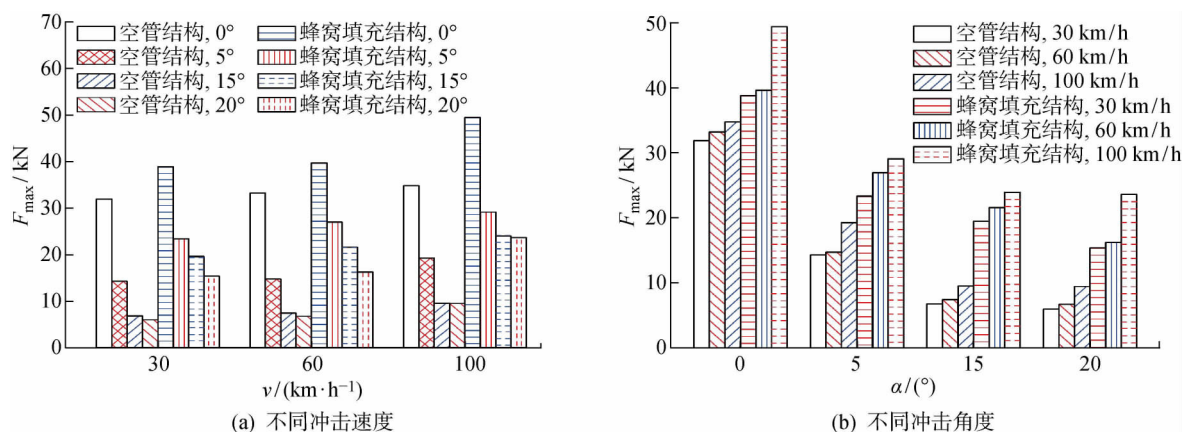 70
60
50
40
30
20
10
0
F_max / kN
空管结构, 0°
空管结构, 5°
空管结构, 15°
空管结构, 20°
蜂窝填充结构, 0°
蜂窝填充结构, 5°
蜂窝填充结构, 15°
蜂窝填充结构, 20°
30 60 100
v/(km·h⁻¹)
(a) 不同冲击速度
50
40
30
20
10
0
F_max / kN
空管结构, 30 km/h
空管结构, 60 km/h
空管结构, 100 km/h
蜂窝填充结构, 30 km/h
蜂窝填充结构, 60 km/h
蜂窝填充结构, 100 km/h
0 5 15 20
α/(°)
(b) 不同冲击角度